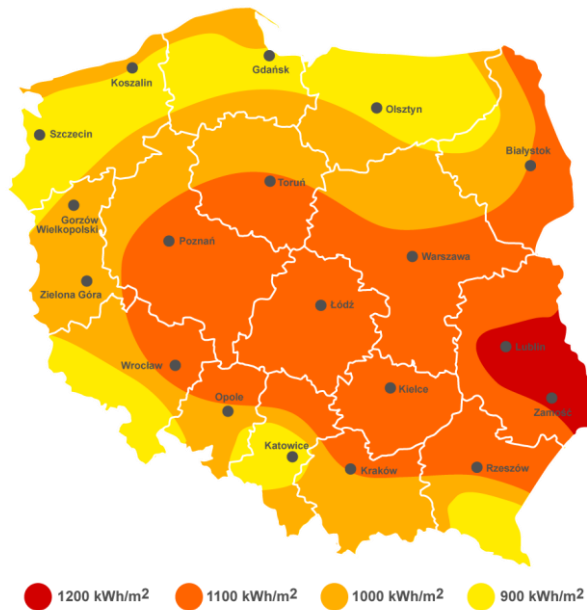 Gdańsk
Koszalin
Olsztyn
Szczecin
Białystok
Toruń
Gorzów
Wielkopolski
Poznań
Warszawa
Zielona Góra
Łódź
Lublin
Wrocław
Kielce
Opole
Zamość
Katowice
Kraków
Rzeszów
1200 kWh/m²
1100 kWh/m²
1000 kWh/m²
900 kWh/m²